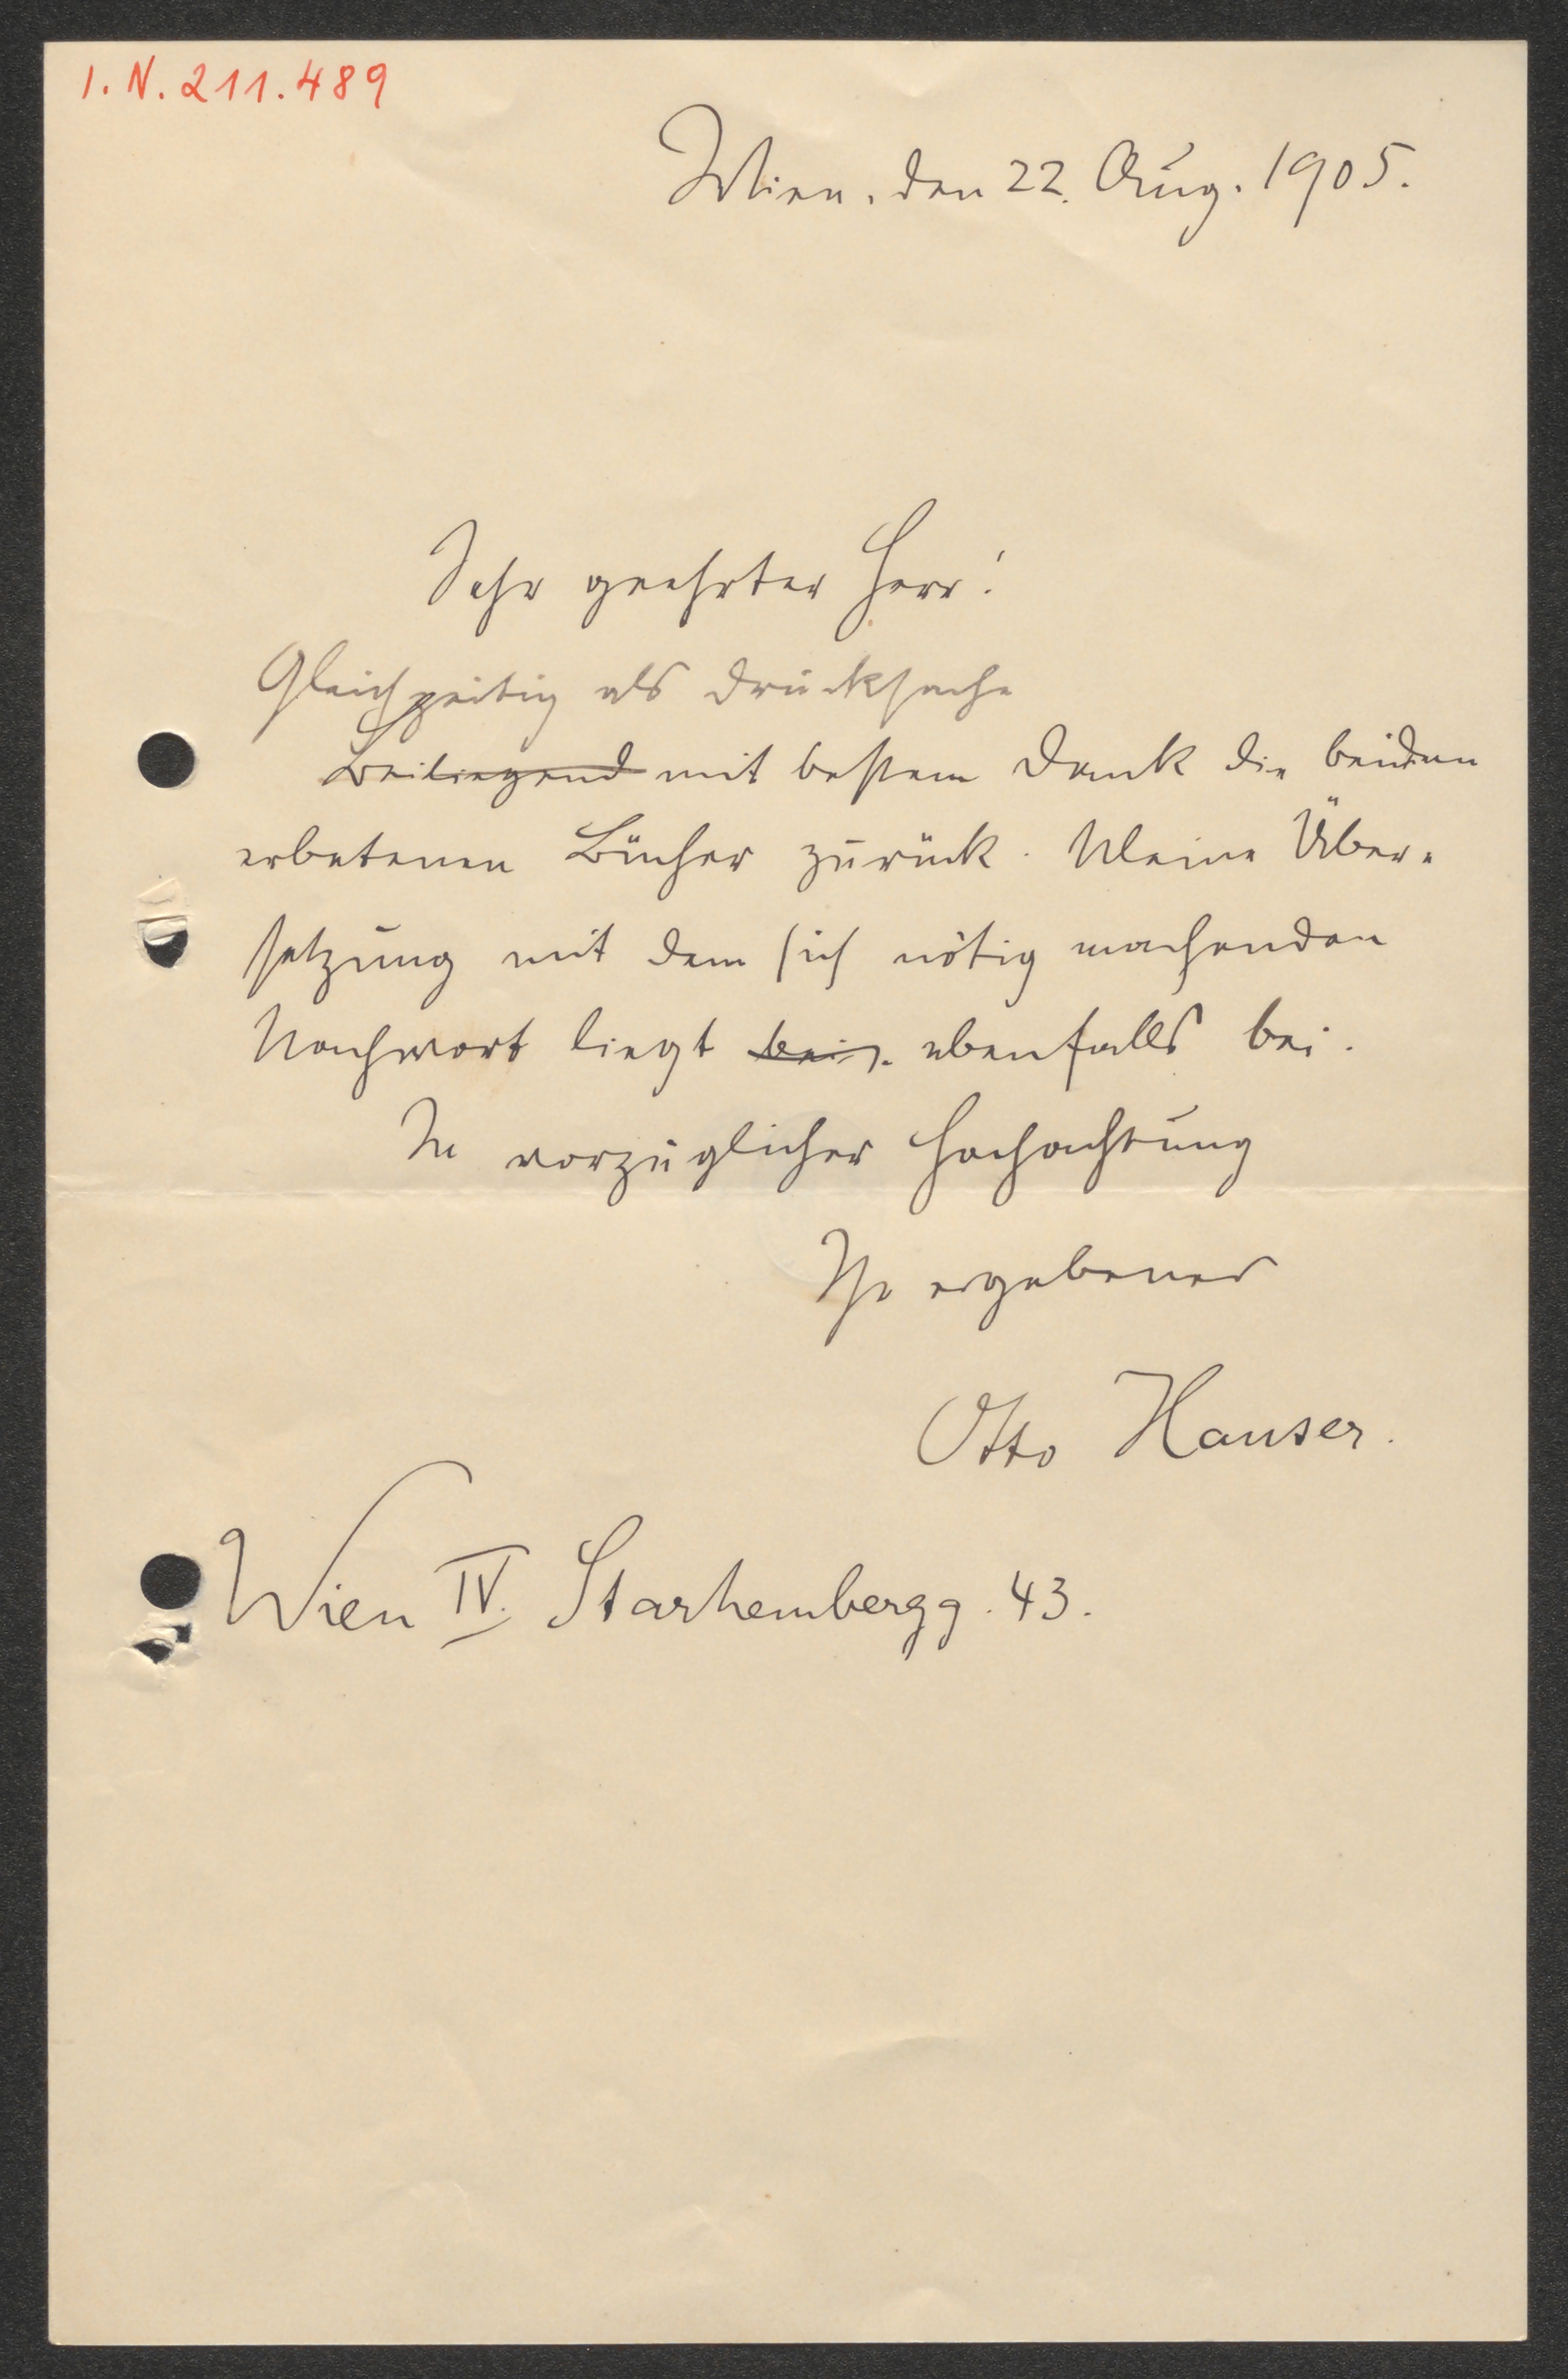 I. N. 211.489
Wien, den 22. Aug. 1905.
Sehr geehrter Herr!
Gleichzeitig als Drucksache
Beiliegend mit bestem Dank die beiden
erbetenen Bücher zurück. Meine Über-
setzung mit dem sich nötig machenden
Nachwort liegt bei. ebenfalls bei.
In vorzüglicher Hochachtung
Ihr ergebener
Otto Hauser.
Wien IV. Starhembergg. 43.